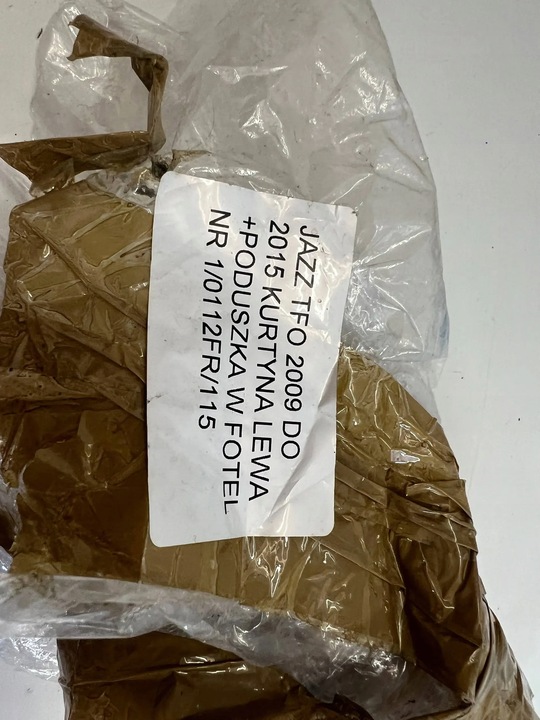 JAZZ TFO 2009 DO
2015 KURTYNA LEWA
+PODUSZKA W FOTEL
NR 1/0112FR/115